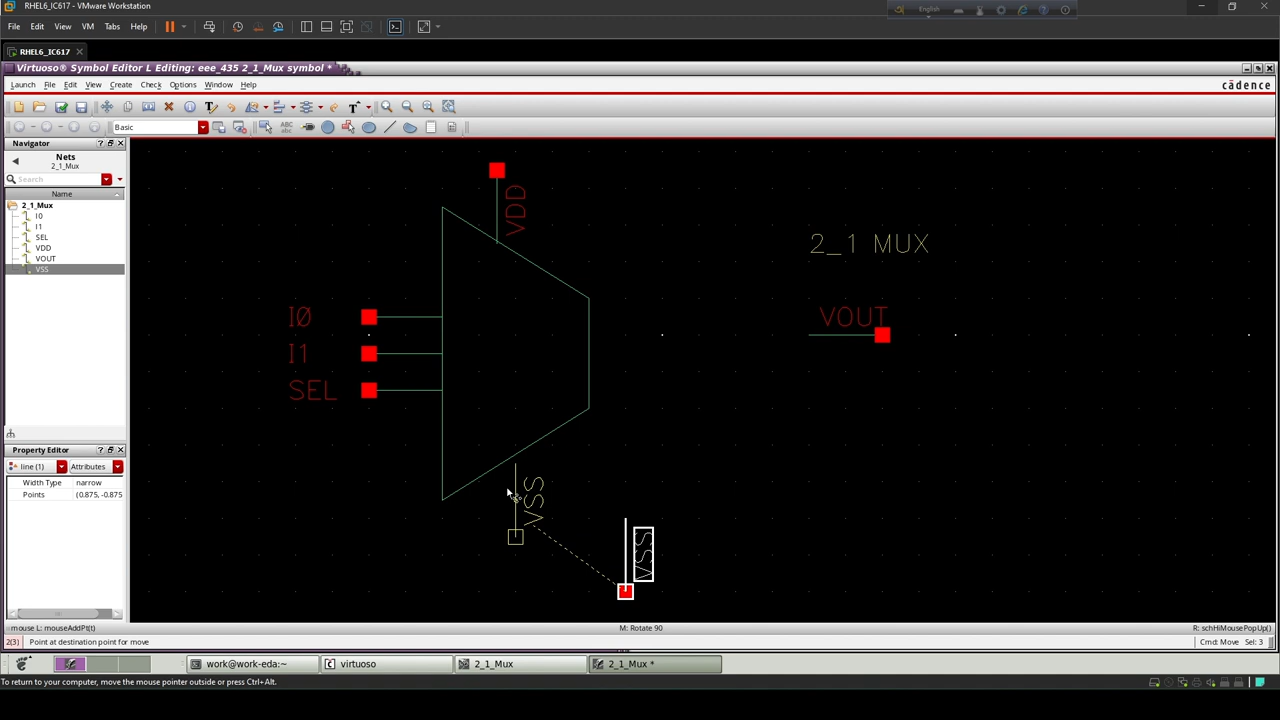 RHEL6_IC617 – VMware Workstation
English
File Edit View VM Tabs Help
RHEL6_IC617
Virtuoso® Symbol Editor L Editing: eee_435 2_1_Mux symbol *
Launch File Edit View Create Check Options Window Help
cādence
Basic
Navigator
Nets
2_1_Mux
Search
Name
2_1_Mux
I0
I1
SEL
VDD
VOUT
VSS
Property Editor
line (1) Attributes
Width Type narrow
Points (0.875, -0.875
VDD
2_1 MUX
I0
VOUT
I1
SEL
VSS
VSS
mouse L: mouseAddPt(t) M: Rotate 90 R: schHiMousePopUp()
2(3) Point at destination point for move Cmd: Move Sel: 3
work@work-eda:~ virtuoso 2_1_Mux 2_1_Mux *
To return to your computer, move the mouse pointer outside or press Ctrl+Alt.